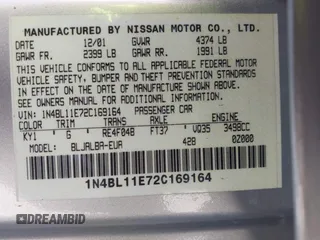 MANUFACTURED BY NISSAN MOTOR CO., LTD.
DATE 12/01 GVWR 4374 LB
GAWR FR 2399 LB GAWR RR 1991 LB
THIS VEHICLE CONFORMS TO ALL APPLICABLE FEDERAL MOTOR
VEHICLE SAFETY, BUMPER AND THEFT PREVENTION STANDARDS
IN EFFECT ON THE DATE OF MANUFACTURE SHOWN ABOVE.
SEE OWNERS MANUAL FOR ADDITIONAL INFORMATION.
VIN: 1N4BL11E72C169164 PASSENGER CAR
COLOR TRIM TRANS AXLE ENGINE
KY1 G RE4F04B FT37 VQ35 3498CC
MODEL: BLJALBA-EUA 42B 0Z000
1N4BL11E72C169164
DREAMBID